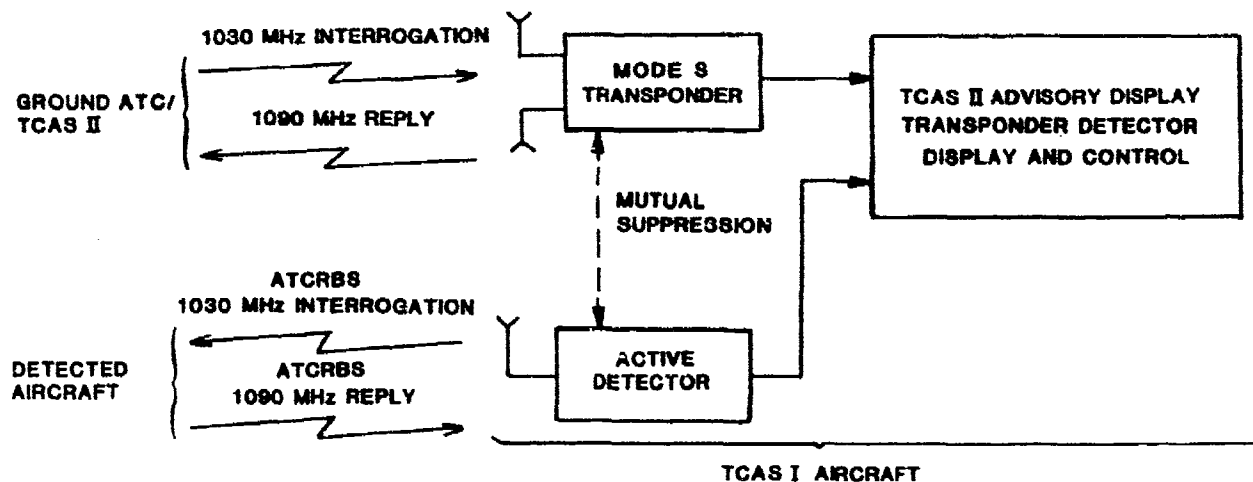 1030 MHz INTERROGATION
GROUND ATC/
TCAS II
1090 MHz REPLY
MODE S
TRANSPONDER
TCAS II ADVISORY DISPLAY
TRANSPONDER DETECTOR
DISPLAY AND CONTROL
MUTUAL
SUPPRESSION
ATCRBS
1030 MHz INTERROGATION
DETECTED
AIRCRAFT
ATCRBS
1090 MHz REPLY
ACTIVE
DETECTOR
TCAS I AIRCRAFT